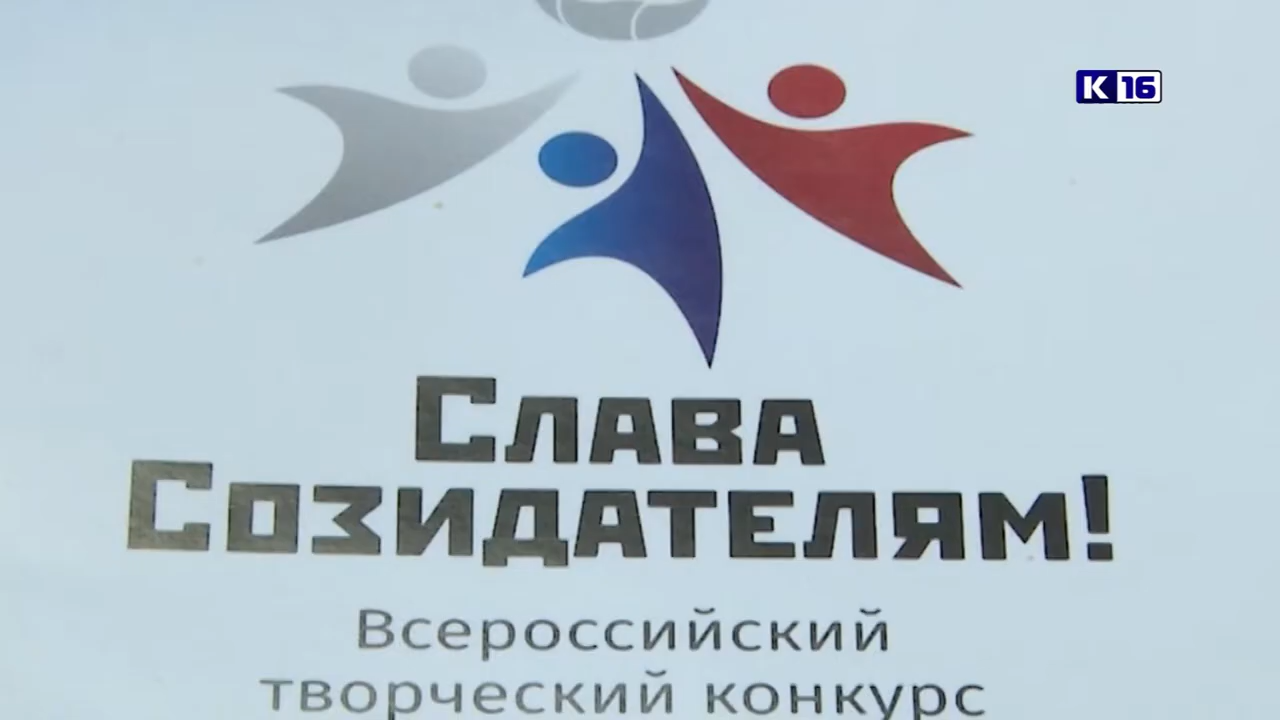 К 16
Слава
Созидателям!
Всероссийский
творческий конкурс